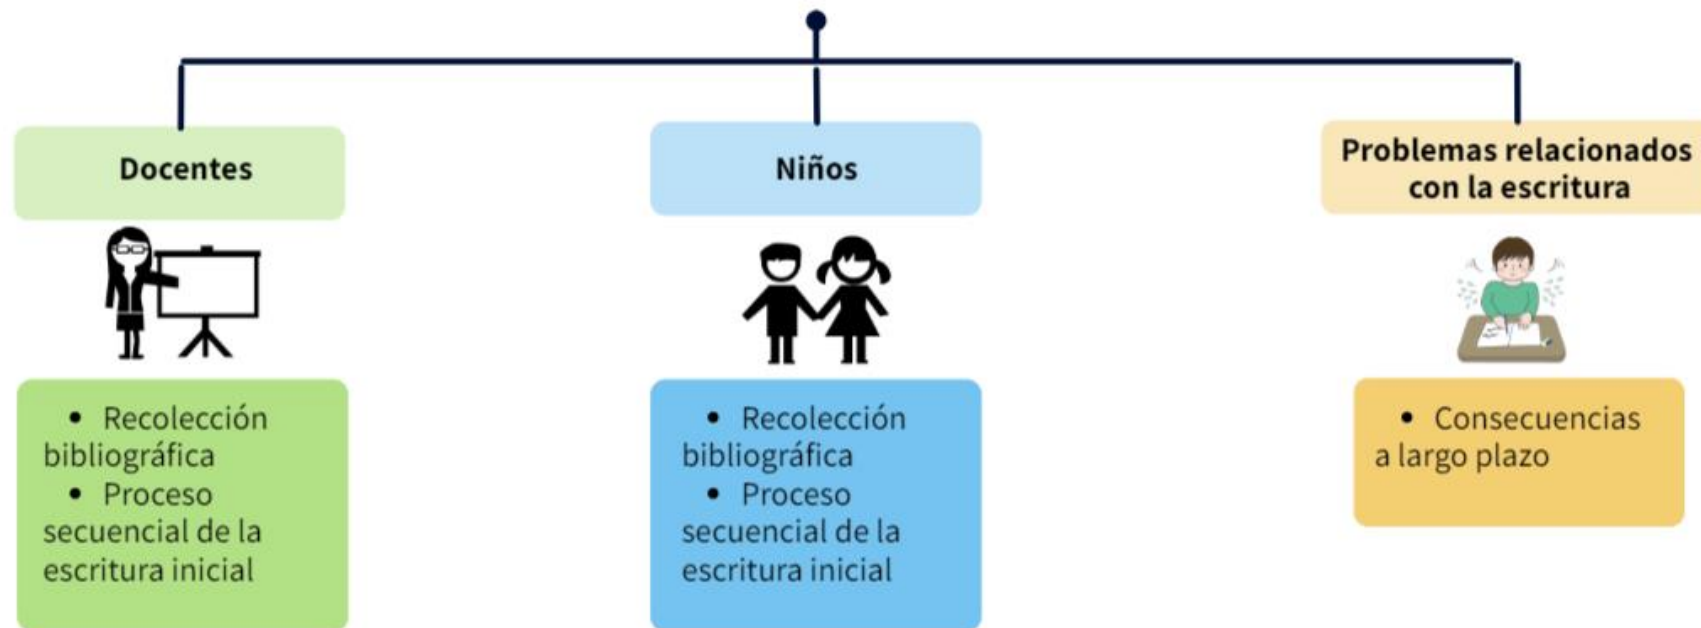 Docentes
Niños
Problemas relacionados
con la escritura
• Recolección
bibliográfica
• Proceso
secuencial de la
escritura inicial
• Recolección
bibliográfica
• Proceso
secuencial de la
escritura inicial
• Consecuencias
a largo plazo